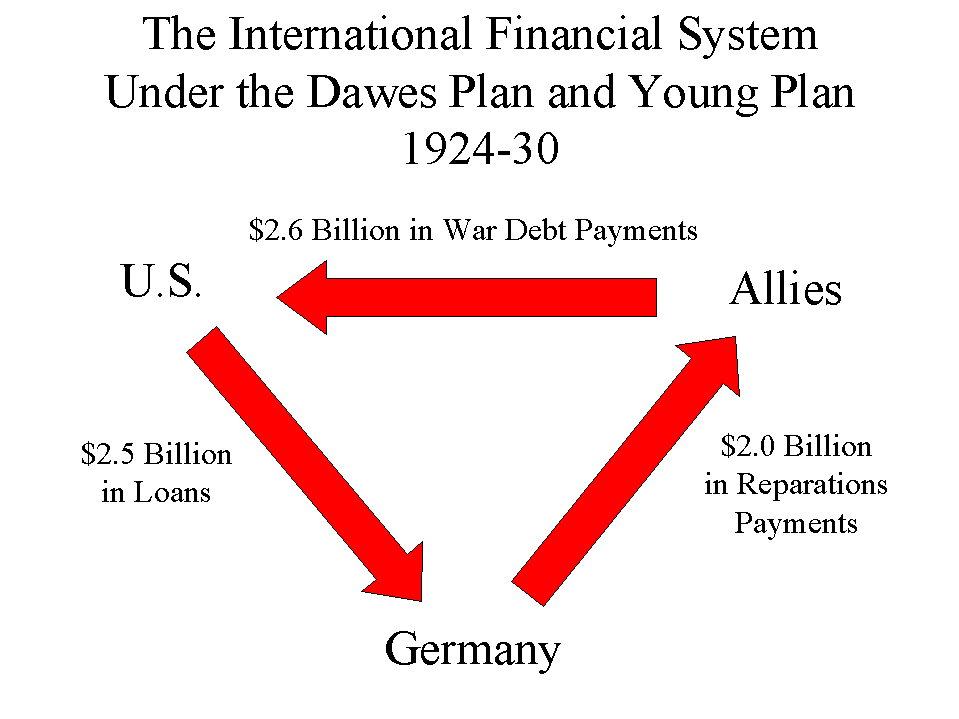 The International Financial System
Under the Dawes Plan and Young Plan
1924-30
$2.6 Billion in War Debt Payments
U.S.
Allies
$2.5 Billion
in Loans
$2.0 Billion
in Reparations
Payments
Germany